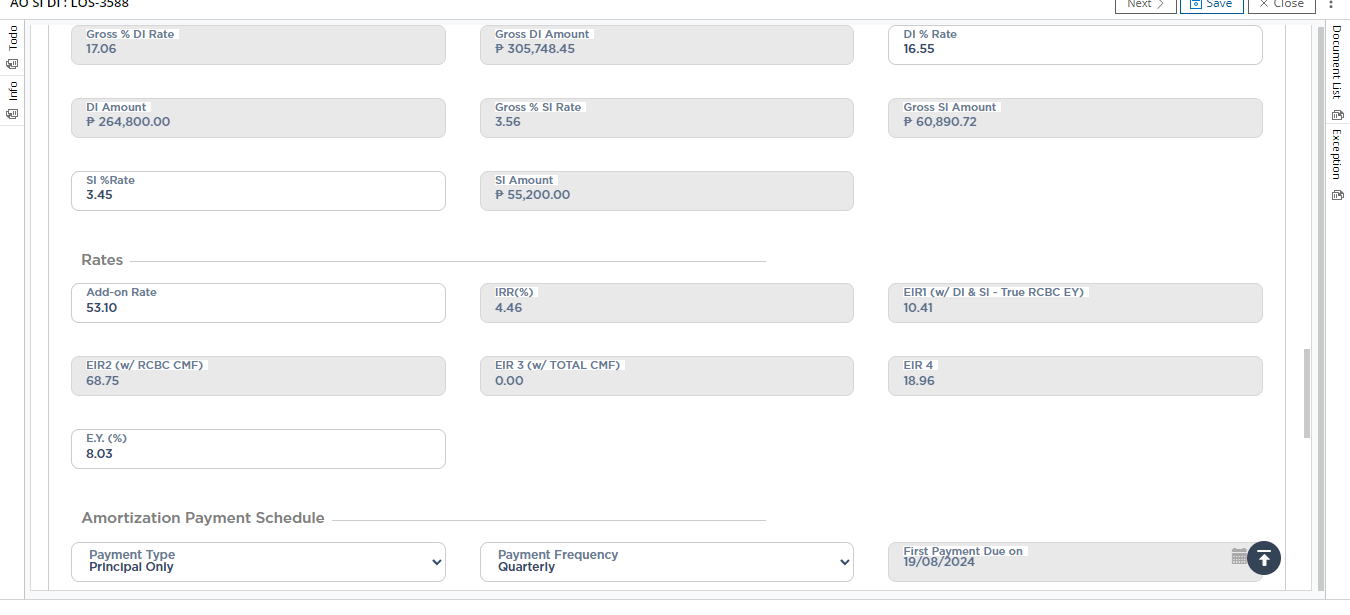 AO SI DI : LOS-3588
Next
Save
Close
Todo
Info
Document List
Exception
Gross % DI Rate
17.06
Gross DI Amount
₱ 305,748.45
DI % Rate
16.55
DI Amount
₱ 264,800.00
Gross % SI Rate
3.56
Gross SI Amount
₱ 60,890.72
SI %Rate
3.45
SI Amount
₱ 55,200.00
Rates
Add-on Rate
53.10
IRR(%)
4.46
EIR1 (w/ DI & SI - True RCBC EY)
10.41
EIR2 (w/ RCBC CMF)
68.75
EIR 3 (w/ TOTAL CMF)
0.00
EIR 4
18.96
E.Y. (%)
8.03
Amortization Payment Schedule
Payment Type
Principal Only
Payment Frequency
Quarterly
First Payment Due on
19/08/2024